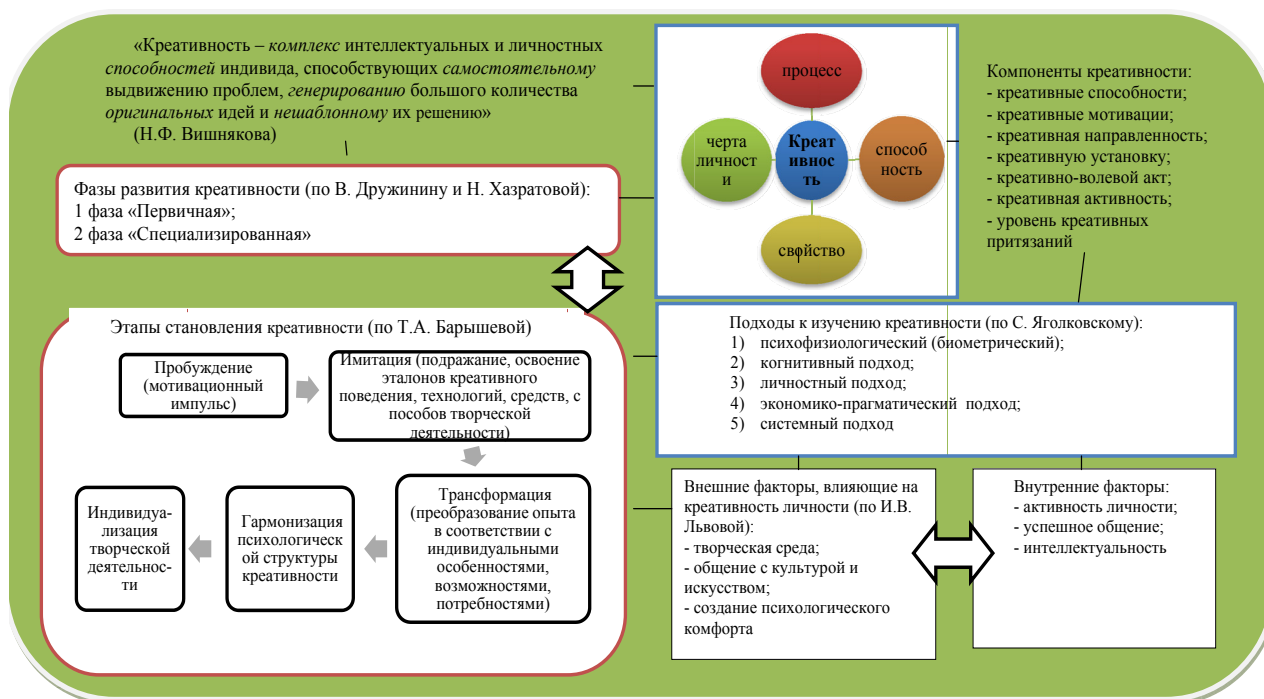 «Креативность – комплекс интеллектуальных и личностных
способностей индивида, способствующих самостоятельному
выдвижению проблем, генерированию большого количества
оригинальных идей и нешаблонному их решению»
(Н.Ф. Вишнякова)
процесс
черта
личност
и
Креат
ивнос
ть
способ
ность
свойство
Компоненты креативности:
- креативные способности;
- креативные мотивации;
- креативная направленность;
- креативную установку;
- креативно-волевой акт;
- креативная активность;
- уровень креативных
притязаний
Фазы развития креативности (по В. Дружинину и Н. Хазратовой):
1 фаза «Первичная»;
2 фаза «Специализированная»
Этапы становления креативности (по Т.А. Барышевой)
Пробуждение
(мотивационный
импульс)
Имитация (подражание, освоение
эталонов креативного
поведения, технологий, средств, с
пособов творческой
деятельности)
Трансформация
(преобразование опыта
в соответствии с
индивидуальными
особенностями,
возможностями,
потребностями)
Гармонизация
психологическ
ой структуры
креативности
Индивидуа-
лизация
творческой
деятельнос-
ти
Подходы к изучению креативности (по С. Яголковскому):
1) психофизиологический (биометрический);
2) когнитивный подход;
3) личностный подход;
4) экономико-прагматический подход;
5) системный подход
Внешние факторы, влияющие на
креативность личности (по И.В.
Львовой):
- творческая среда;
- общение с культурой и
искусством;
- создание психологического
комфорта
Внутренние факторы:
- активность личности;
- успешное общение;
- интеллектуальность